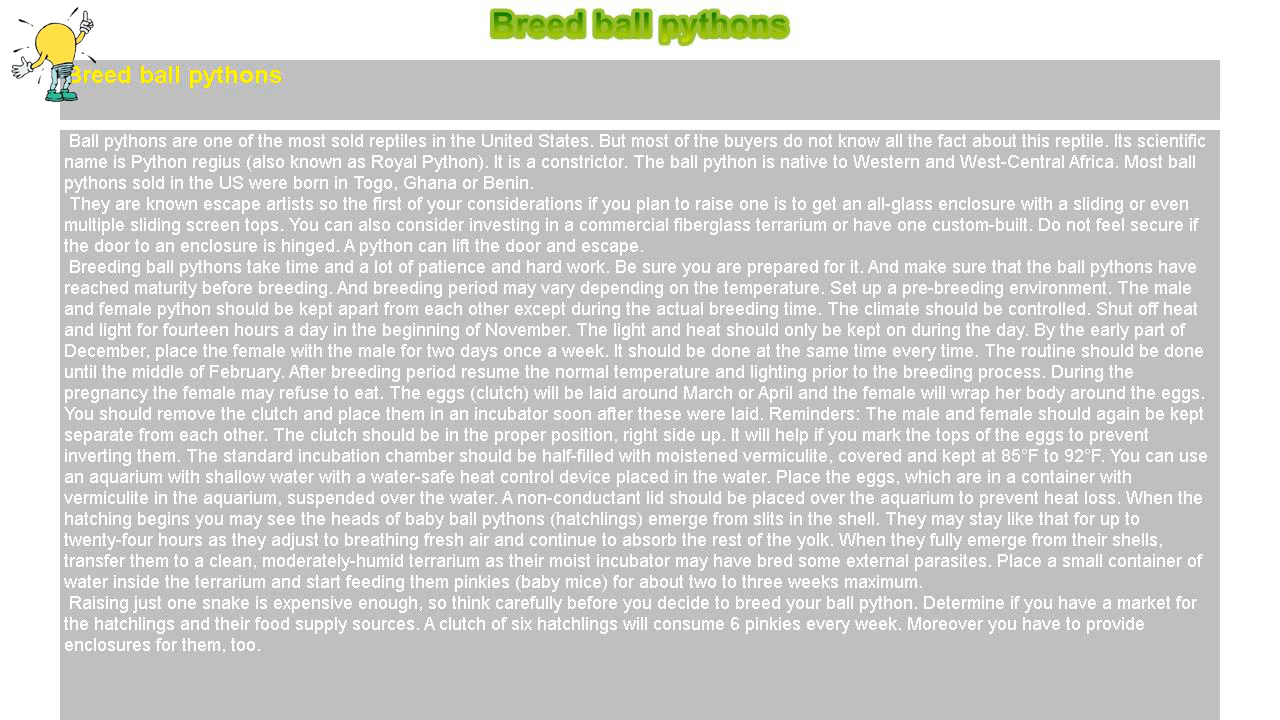 Breed ball pythons
Breed ball pythons
Ball pythons are one of the most sold reptiles in the United States. But most of the buyers do not know all the fact about this reptile. Its scientific
name is Python regius (also known as Royal Python). It is a constrictor. The ball python is native to Western and West-Central Africa. Most ball
pythons sold in the US were born in Togo, Ghana or Benin.
They are known escape artists so the first of your considerations if you plan to raise one is to get an all-glass enclosure with a sliding or even
multiple sliding screen tops. You can also consider investing in a commercial fiberglass terrarium or have one custom-built. Do not feel secure if
the door to an enclosure is hinged. A python can lift the door and escape.
Breeding ball pythons take time and a lot of patience and hard work. Be sure you are prepared for it. And make sure that the ball pythons have
reached maturity before breeding. And breeding period may vary depending on the temperature. Set up a pre-breeding environment. The male
and female python should be kept apart from each other except during the actual breeding time. The climate should be controlled. Shut off heat
and light for fourteen hours a day in the beginning of November. The light and heat should only be kept on during the day. By the early part of
December, place the female with the male for two days once a week. It should be done at the same time every time. The routine should be done
until the middle of February. After breeding period resume the normal temperature and lighting prior to the breeding process. During the
pregnancy the female may refuse to eat. The eggs (clutch) will be laid around March or April and the female will wrap her body around the eggs.
You should remove the clutch and place them in an incubator soon after these were laid. Reminders: The male and female should again be kept
separate from each other. The clutch should be in the proper position, right side up. It will help if you mark the tops of the eggs to prevent
inverting them. The standard incubation chamber should be half-filled with moistened vermiculite, covered and kept at 85°F to 92°F. You can use
an aquarium with shallow water with a water-safe heat control device placed in the water. Place the eggs, which are in a container with
vermiculite in the aquarium, suspended over the water. A non-conductant lid should be placed over the aquarium to prevent heat loss. When the
hatching begins you may see the heads of baby ball pythons (hatchlings) emerge from slits in the shell. They may stay like that for up to
twenty-four hours as they adjust to breathing fresh air and continue to absorb the rest of the yolk. When they fully emerge from their shells,
transfer them to a clean, moderately-humid terrarium as their moist incubator may have bred some external parasites. Place a small container of
water inside the terrarium and start feeding them pinkies (baby mice) for about two to three weeks maximum.
Raising just one snake is expensive enough, so think carefully before you decide to breed your ball python. Determine if you have a market for
the hatchlings and their food supply sources. A clutch of six hatchlings will consume 6 pinkies every week. Moreover you have to provide
enclosures for them, too.